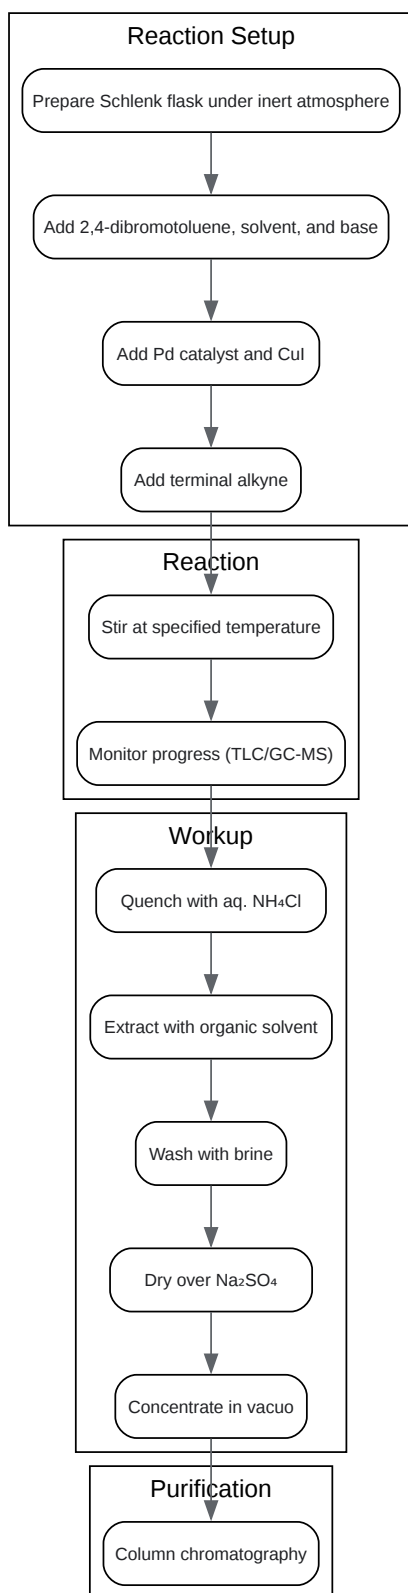 Reaction Setup
Prepare Schlenk flask under inert atmosphere
Add 2,4-dibromotoluene, solvent, and base
Add Pd catalyst and CuI
Add terminal alkyne
Reaction
Stir at specified temperature
Monitor progress (TLC/GC-MS)
Workup
Quench with aq. NH₄Cl
Extract with organic solvent
Wash with brine
Dry over Na₂SO₄
Concentrate in vacuo
Purification
Column chromatography